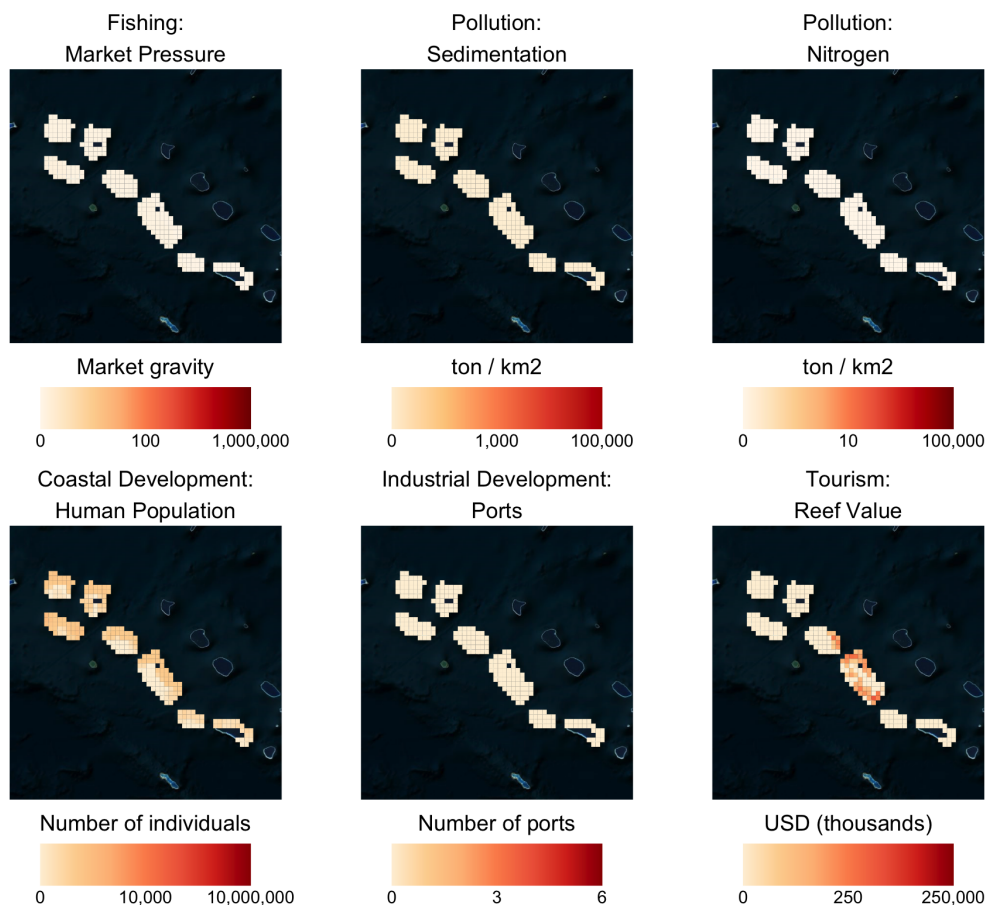 Fishing:
Market Pressure
Pollution:
Sedimentation
Pollution:
Nitrogen
Market gravity
0 100 1,000,000
ton / km2
0 1,000 100,000
ton / km2
0 10 100,000
Coastal Development:
Human Population
Industrial Development:
Ports
Tourism:
Reef Value
Number of individuals
0 10,000 10,000,000
Number of ports
0 3 6
USD (thousands)
0 250 250,000